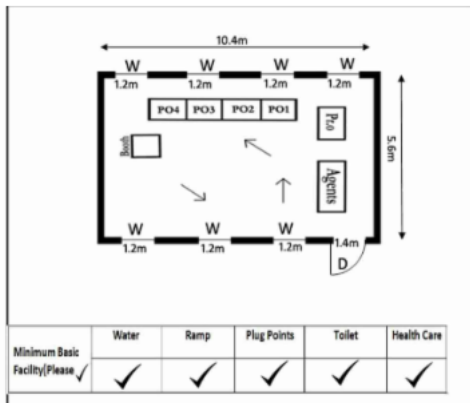 10.4m
W W W W
1.2m 1.2m 1.2m 1.2m
PO4 PO3 PO2 PO1
Pr.o
Booth
Agents
5.6m
W W W
1.2m 1.2m 1.2m 1.4m
D
Minimum Basic Facility(Please ✓
Water Ramp Plug Points Toilet Health Care
✓ ✓ ✓ ✓ ✓